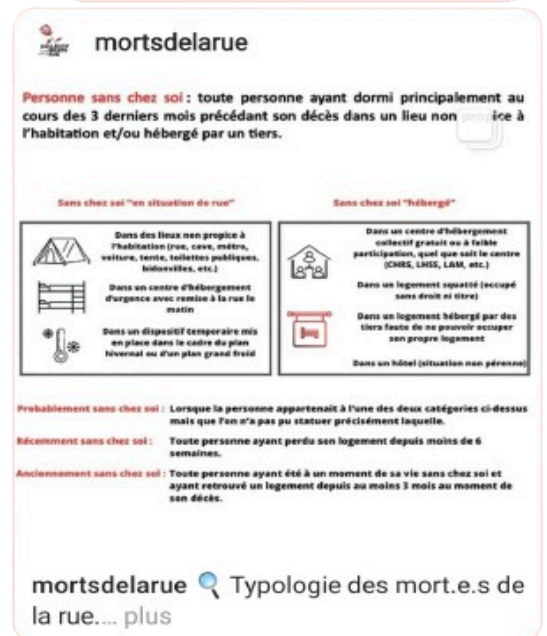 mortsdelarue
Personne sans chez soi : toute personne ayant dormi principalement au
cours des 3 derniers mois précédant son décès dans un lieu non propice à
l'habitation et/ou hébergé par un tiers.
Sans chez soi "en situation de rue"
Dans des lieux non propice à
l'habitation (rue, cave, métro,
voiture, tente, toilettes publiques,
bidonvilles, etc.)
Dans un centre d'hébergement
d'urgence avec remise à la rue le
matin
Dans un dispositif temporaire mis
en place dans le cadre du plan
hivernal ou d'un plan grand froid
Sans chez soi "hébergé"
Dans un centre d'hébergement
collectif gratuit ou à faible
participation, quel que soit le centre
(CHRS, LHSS, LAM, etc.)
Dans un logement squatté (occupé
sans droit ni titre)
Dans un logement hébergé par des
tiers faute de ne pouvoir occuper
son propre logement
Dans un hôtel (situation non pérenne)
Probablement sans chez soi : Lorsque la personne appartenait à l'une des deux catégories ci-dessus
mais que l'on n'a pas pu statuer précisément laquelle.
Récemment sans chez soi : Toute personne ayant perdu son logement depuis moins de 6
semaines.
Anciennement sans chez soi : Toute personne ayant été à un moment de sa vie sans chez soi et
ayant retrouvé un logement depuis au moins 3 mois au moment de
son décès.
mortsdelarue 🔍 Typologie des mort.e.s de
la rue.... plus